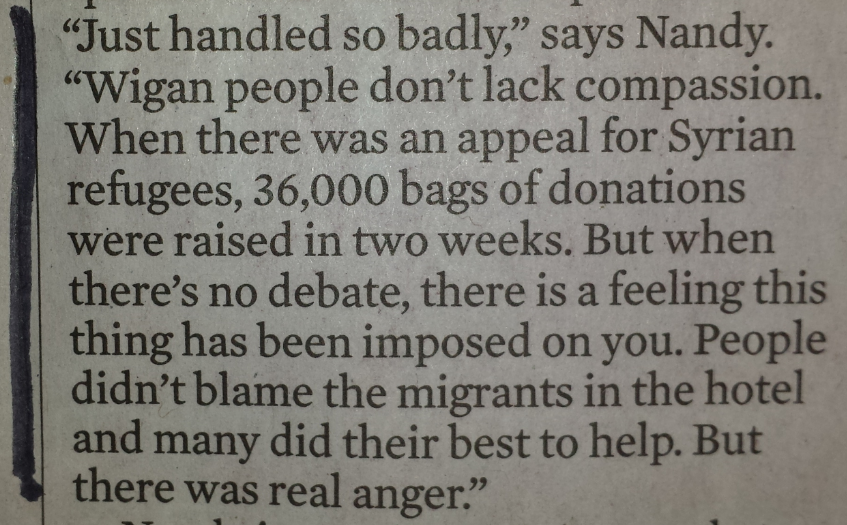 “Just handled so badly,” says Nandy.
“Wigan people don’t lack compassion.
When there was an appeal for Syrian
refugees, 36,000 bags of donations
were raised in two weeks. But when
there’s no debate, there is a feeling this
thing has been imposed on you. People
didn’t blame the migrants in the hotel
and many did their best to help. But
there was real anger.”